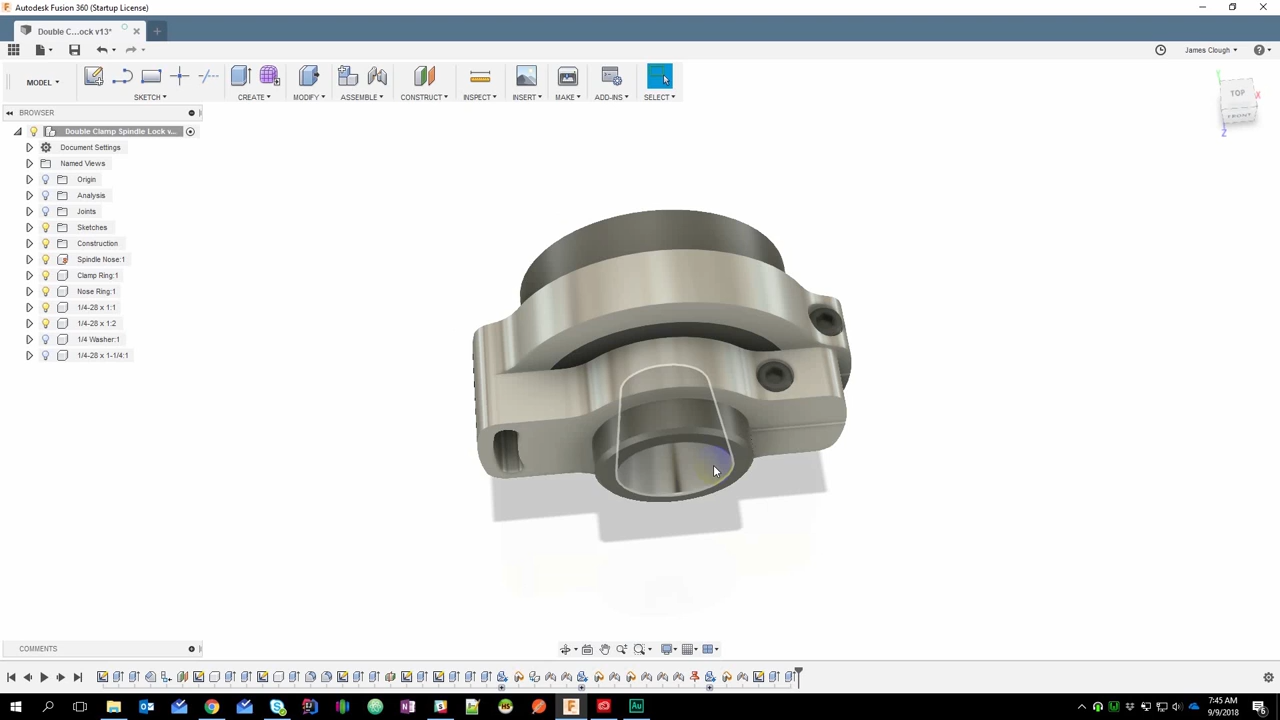 Autodesk Fusion 360 (Startup License)
Double C...ock v13*
James Clough
MODEL
SKETCH
CREATE
MODIFY
ASSEMBLE
CONSTRUCT
INSPECT
INSERT
MAKE
ADD-INS
SELECT
TOP
FRONT
X
Y
Z
BROWSER
Double Clamp Spindle Lock v...
Document Settings
Named Views
Origin
Analysis
Joints
Sketches
Construction
Spindle Nose:1
Clamp Ring:1
Nose Ring:1
1/4-28 x 1:1
1/4-28 x 1:2
1/4 Washer:1
1/4-28 x 1-1/4:1
COMMENTS
7:45 AM
9/9/2018